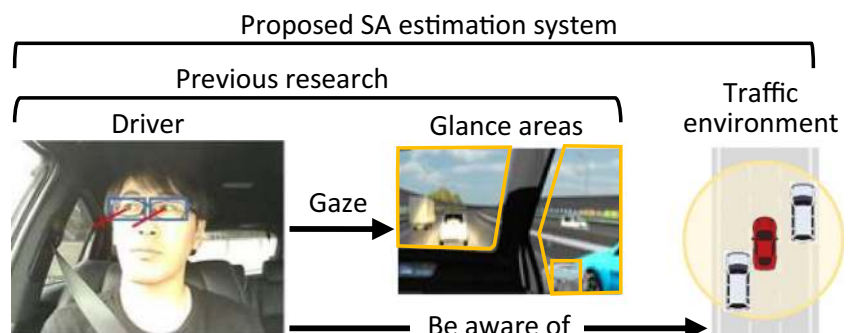 Proposed SA estimation system
Previous research
Driver
Glance areas
Traffic
environment
Gaze
Be aware of